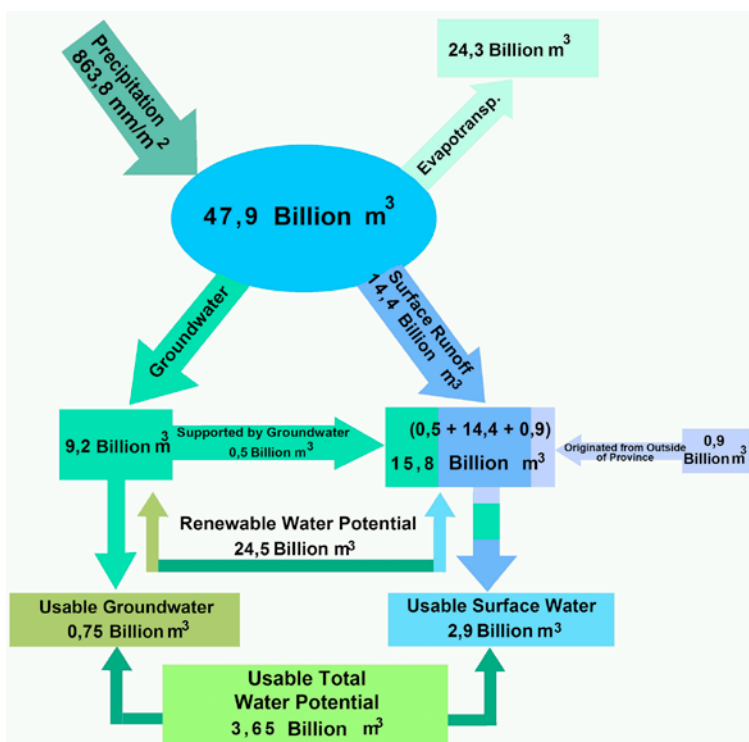 Precipitation
863,8 mm/m²
24,3 Billion m³
Evapotransp.
47,9 Billion m³
Groundwater
Surface Runoff
14,4 Billion m³
9,2 Billion m³
Supported by Groundwater
0,5 Billion m³
(0,5 + 14,4 + 0,9)
15,8 Billion m³
Originated from Outside
of Province
0,9
Billion m³
Renewable Water Potential
24,5 Billion m³
Usable Groundwater
0,75 Billion m³
Usable Surface Water
2,9 Billion m³
Usable Total
Water Potential
3,65 Billion m³